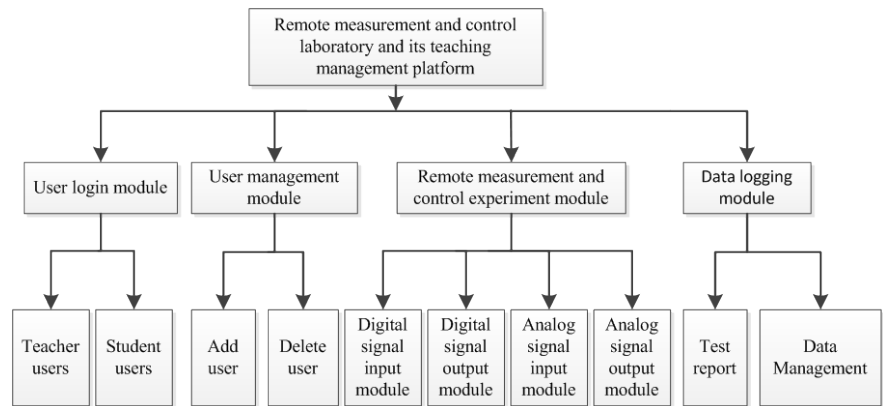 Remote measurement and control
laboratory and its teaching
management platform
User login module
User management
module
Remote measurement and
control experiment module
Data logging
module
Teacher
users
Student
users
Add
user
Delete
user
Digital
signal
input
module
Digital
signal
output
module
Analog
signal
input
module
Analog
signal
output
module
Test
report
Data
Management